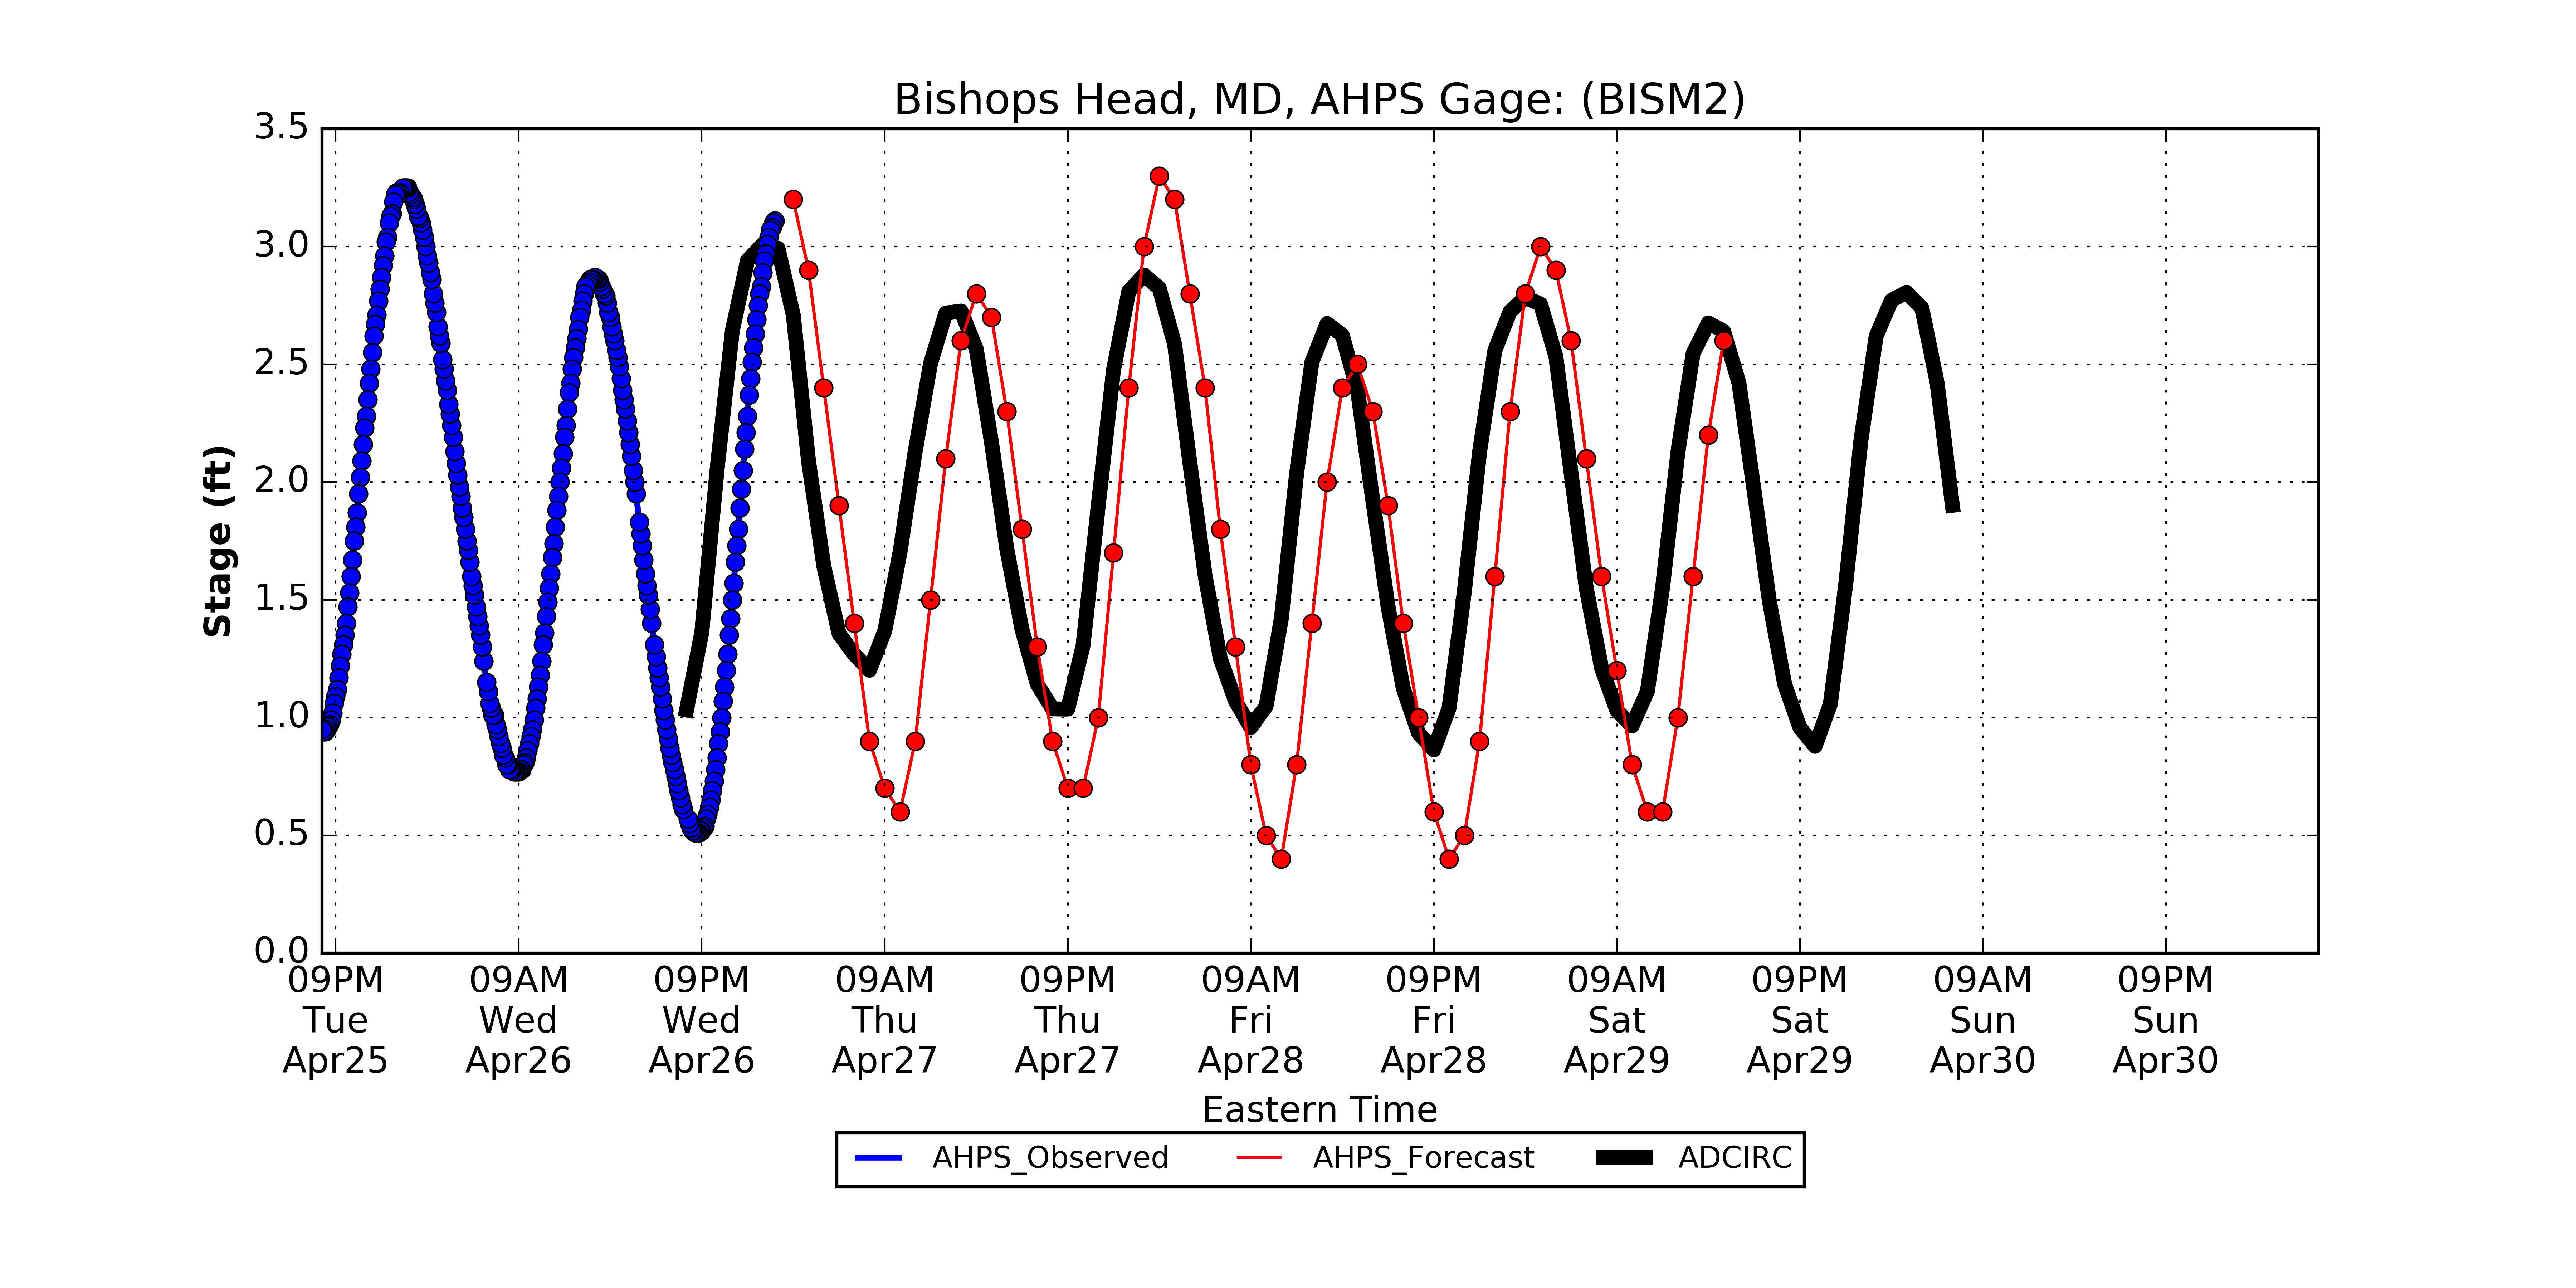 Bishops Head, MD, AHPS Gage: (BISM2)
3.5
3.0
2.5
2.0
1.5
1.0
0.5
0.0
Stage (ft)
09PM 09AM 09PM 09AM 09PM 09AM 09PM 09AM 09PM 09AM 09PM
Tue Wed Wed Thu Thu Fri Fri Sat Sat Sun Sun
Apr25 Apr26 Apr26 Apr27 Apr27 Apr28 Apr28 Apr29 Apr29 Apr30 Apr30
Eastern Time
AHPS_Observed AHPS_Forecast ADCIRC